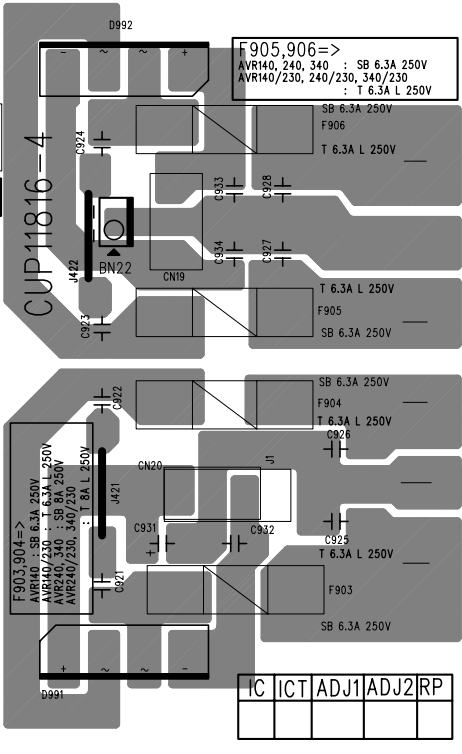 D992
- ~ ~ +
F905,906=>
AVR140, 240, 340 : SB 6.3A 250V
AVR140/230, 240/230, 340/230
: T 6.3A L 250V
SB 6.3A 250V
F906
T 6.3A L 250V
C924
CUP11816-4
C933
C928
BN22
J422
CN19
C934
C927
T 6.3A L 250V
F905
SB 6.3A 250V
C923
SB 6.3A 250V
F904
T 6.3A L 250V
C922
C926
CN20
J1
J421
F903,904=>
AVR140 : SB 6.3A 250V
AVR140/230 : T 6.3A L 250V
AVR240, 340 : SB 8A 250V
AVR240/230, 340/230
: T 8A L 250V
C931
+
C932
C925
T 6.3A L 250V
C921
F903
SB 6.3A 250V
+ ~ ~ -
D991
IC ICT ADJ1 ADJ2 RP